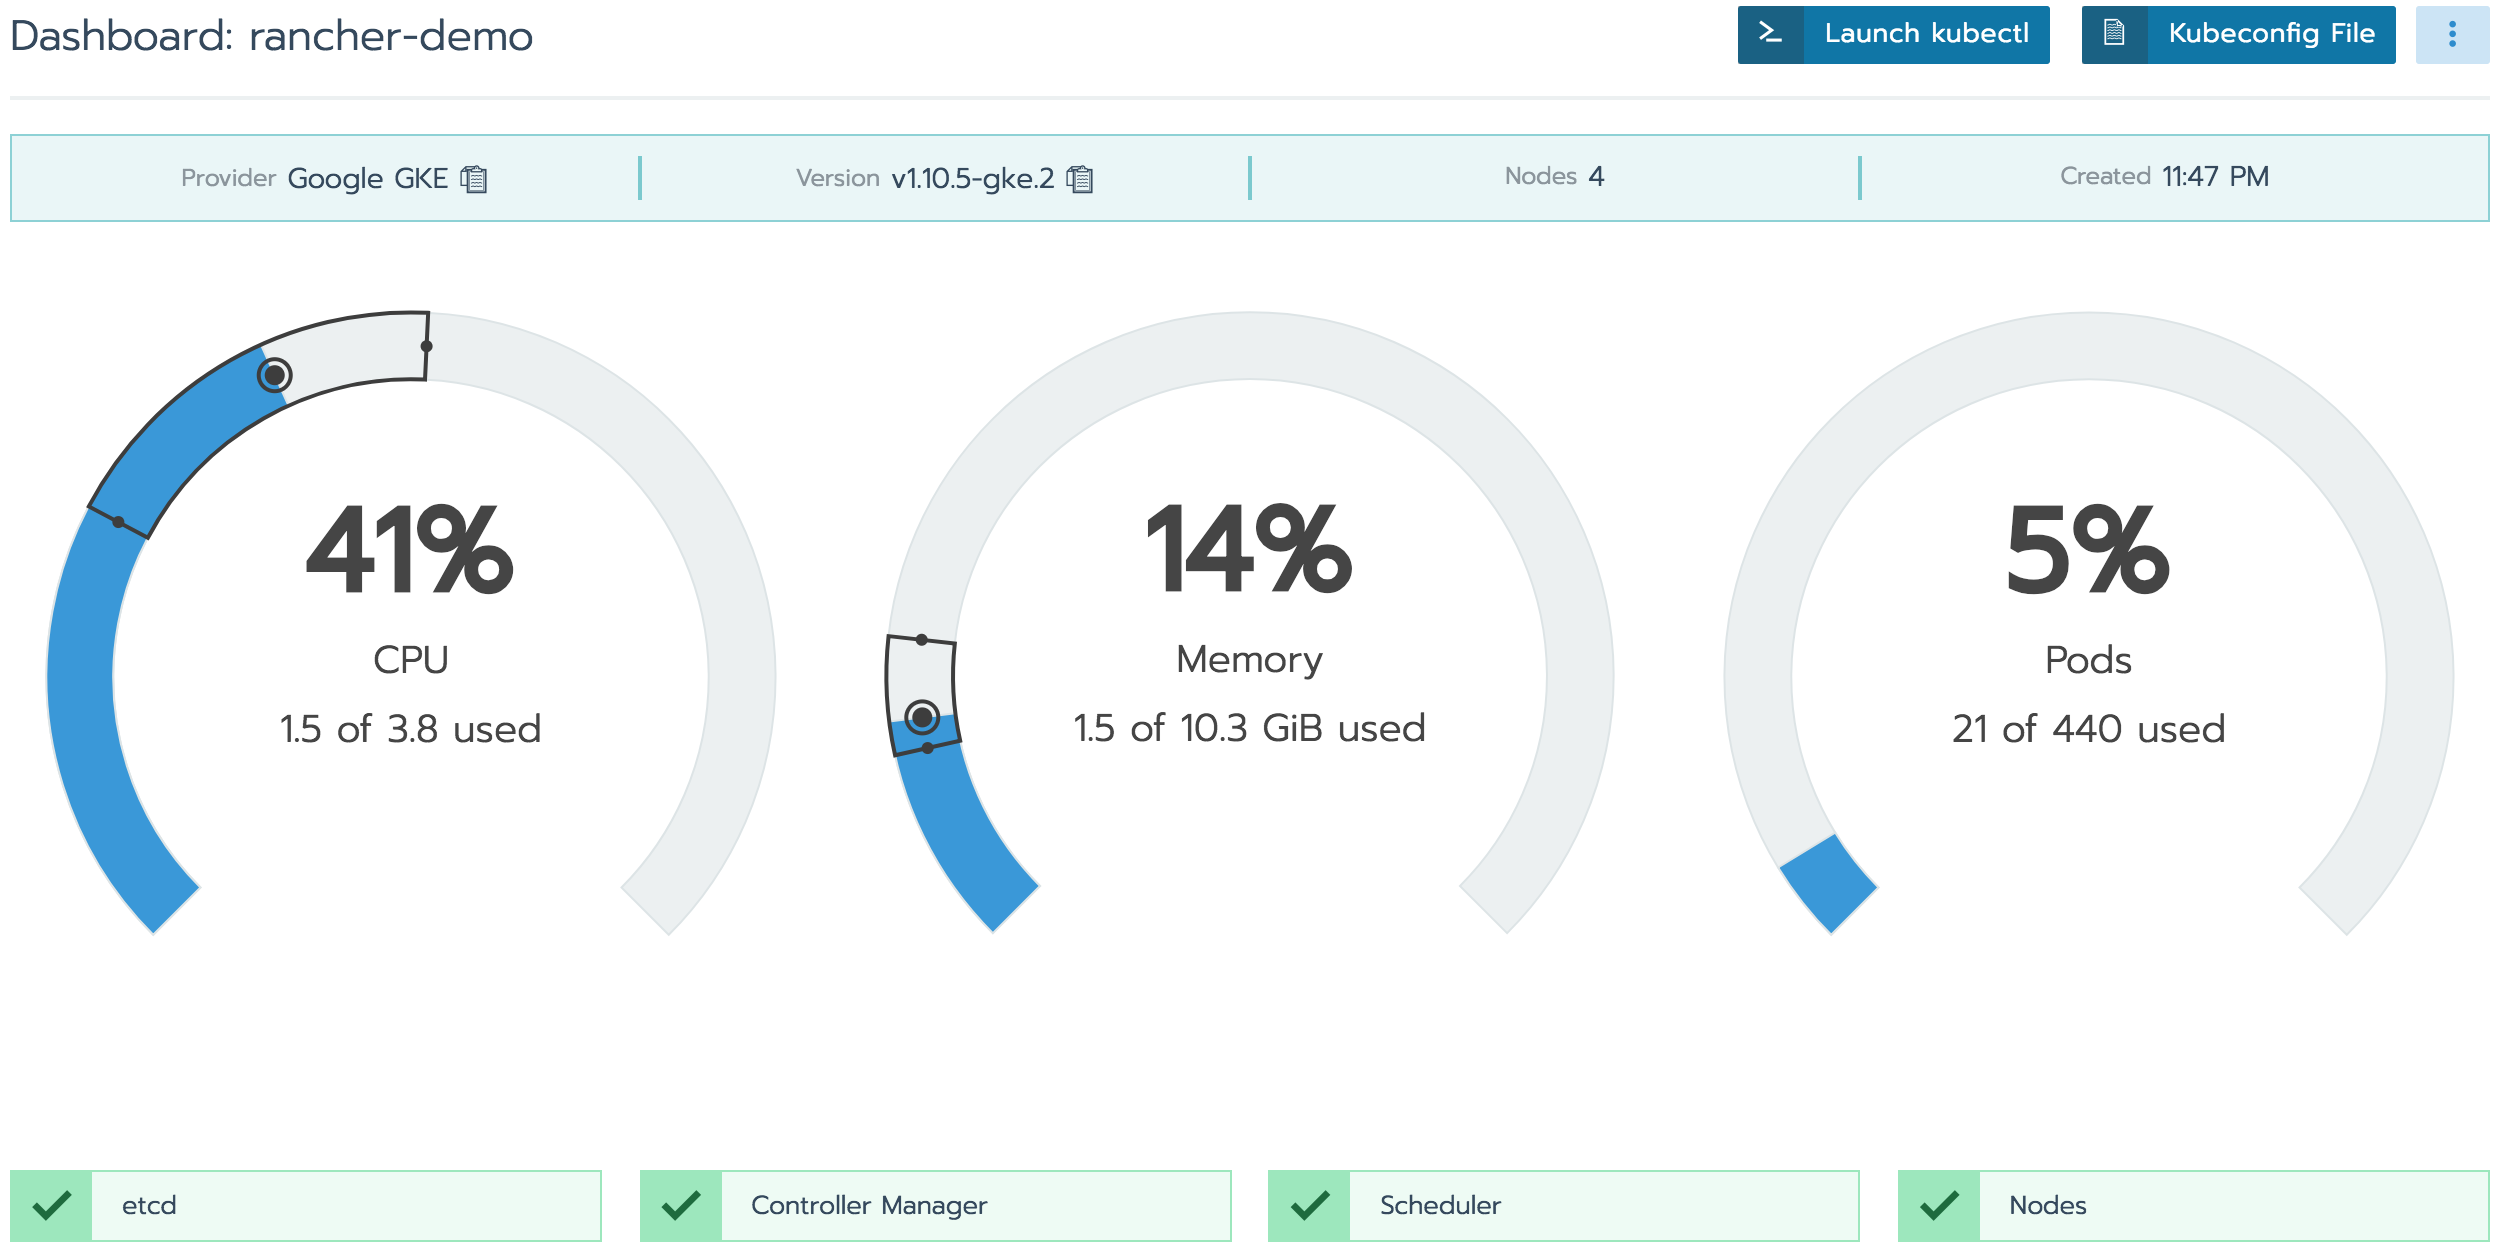 Dashboard: rancher-demo
Launch kubectl
Kubeconfig File
Provider Google GKE
Version v1.10.5-gke.2
Nodes 4
Created 11:47 PM
41%
CPU
1.5 of 3.8 used
14%
Memory
1.5 of 10.3 GiB used
5%
Pods
21 of 440 used
etcd
Controller Manager
Scheduler
Nodes